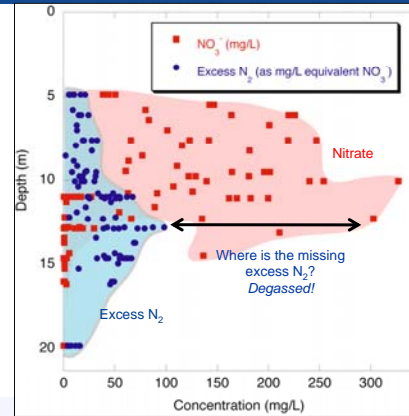 0
5
10
15
20
Depth (m)
NO3- (mg/L)
Excess N2 (as mg/L equivalent NO3-)
Nitrate
Where is the missing
excess N2?
Degassed!
Excess N2
0 50 100 150 200 250 300
Concentration (mg/L)